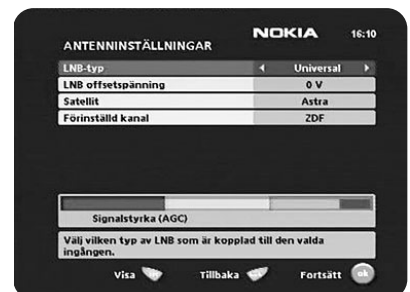 NOKIA 16:10
ANTENNINSTÄLLNINGAR
LNB-typ Universal
LNB offsetspänning 0 V
Satellit Astra
Förinställd kanal ZDF
Signalstyrka (AGC)
Välj vilken typ av LNB som är kopplad till den valda
ingången.
Visa Tillbaka Fortsätt ok